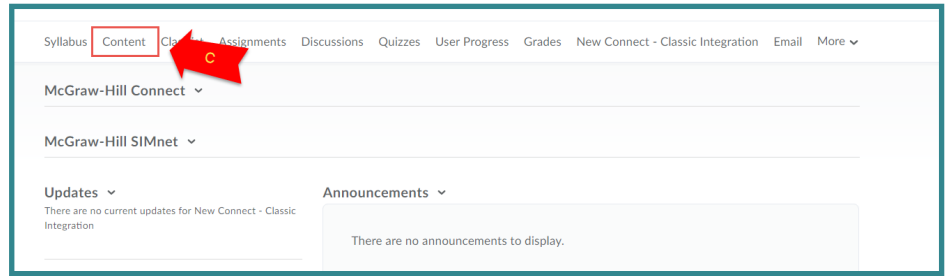 Syllabus Content Assignments Discussions Quizzes User Progress Grades New Connect - Classic Integration Email More
C
McGraw-Hill Connect
McGraw-Hill SIMnet
Updates
There are no current updates for New Connect - Classic
Integration
Announcements
There are no announcements to display.